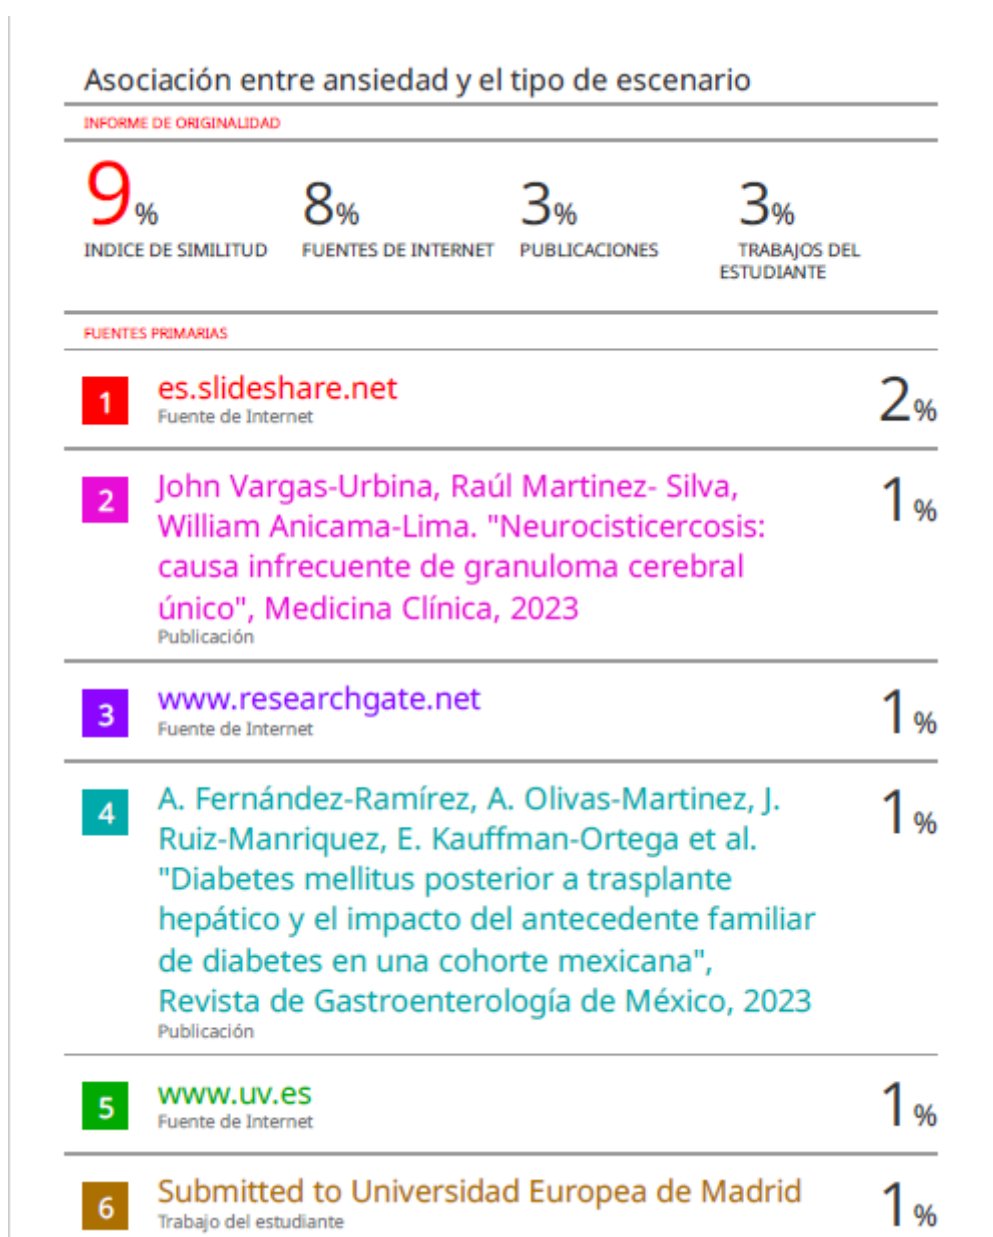 Asociación entre ansiedad y el tipo de escenario
INFORME DE ORIGINALIDAD
9%
INDICE DE SIMILITUD
8%
FUENTES DE INTERNET
3%
PUBLICACIONES
3%
TRABAJOS DEL
ESTUDIANTE
FUENTES PRIMARIAS
1
es.slideshare.net
Fuente de Internet
2%
2
John Vargas-Urbina, Raúl Martinez- Silva,
William Anicama-Lima. "Neurocisticercosis:
causa infrecuente de granuloma cerebral
único", Medicina Clínica, 2023
Publicación
1%
3
www.researchgate.net
Fuente de Internet
1%
4
A. Fernández-Ramírez, A. Olivas-Martinez, J.
Ruiz-Manriquez, E. Kauffman-Ortega et al.
"Diabetes mellitus posterior a trasplante
hepático y el impacto del antecedente familiar
de diabetes en una cohorte mexicana",
Revista de Gastroenterología de México, 2023
Publicación
1%
5
www.uv.es
Fuente de Internet
1%
6
Submitted to Universidad Europea de Madrid
Trabajo del estudiante
1%